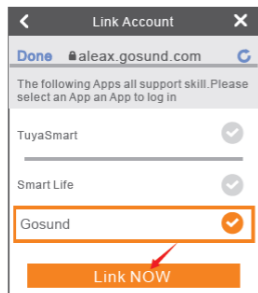 Link Account
Done aleax.gosund.com
The following Apps all support skill.Please
select an App an App to log in
TuyaSmart
Smart Life
Gosund
Link NOW